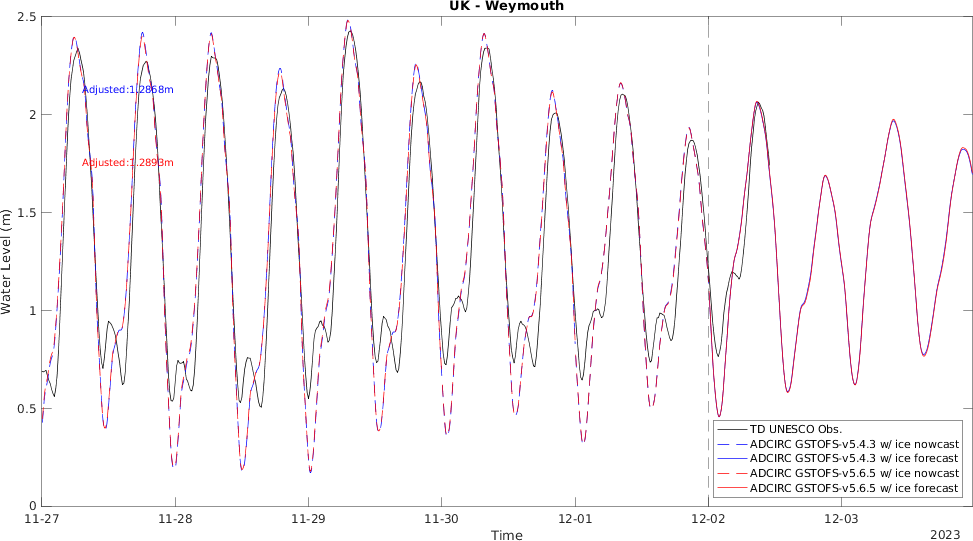 UK - Weymouth
2.5
2
1.5
1
0.5
0
Water Level (m)
Adjusted:1.2868m
Adjusted:1.2893m
TD UNESCO Obs.
ADCIRC GSTOFS-v5.4.3 w/ ice nowcast
ADCIRC GSTOFS-v5.4.3 w/ ice forecast
ADCIRC GSTOFS-v5.6.5 w/ ice nowcast
ADCIRC GSTOFS-v5.6.5 w/ ice forecast
11-27 11-28 11-29 11-30 12-01 12-02 12-03
Time
2023